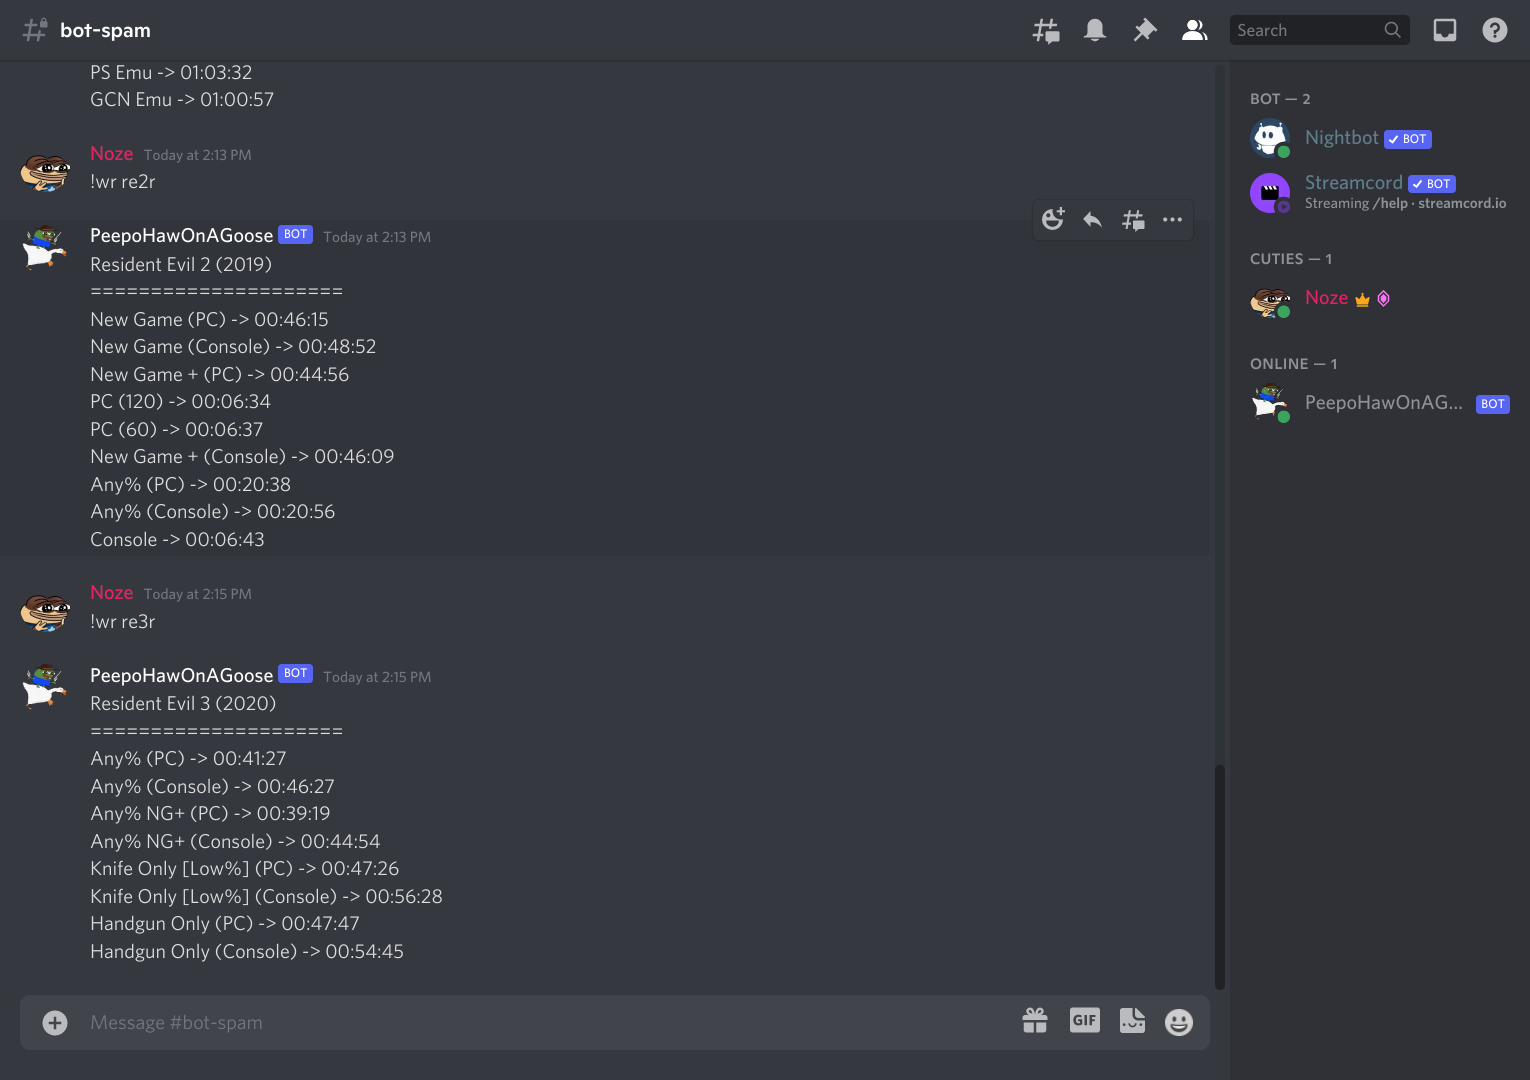 bot-spam
Search
PS Emu -> 01:03:32
GCN Emu -> 01:00:57
Noze Today at 2:13 PM
!wr re2r
PeepoHawOnAGoose BOT Today at 2:13 PM
Resident Evil 2 (2019)
=====================
New Game (PC) -> 00:46:15
New Game (Console) -> 00:48:52
New Game + (PC) -> 00:44:56
PC (120) -> 00:06:34
PC (60) -> 00:06:37
New Game + (Console) -> 00:46:09
Any% (PC) -> 00:20:38
Any% (Console) -> 00:20:56
Console -> 00:06:43
Noze Today at 2:15 PM
!wr re3r
PeepoHawOnAGoose BOT Today at 2:15 PM
Resident Evil 3 (2020)
=====================
Any% (PC) -> 00:41:27
Any% (Console) -> 00:46:27
Any% NG+ (PC) -> 00:39:19
Any% NG+ (Console) -> 00:44:54
Knife Only [Low%] (PC) -> 00:47:26
Knife Only [Low%] (Console) -> 00:56:28
Handgun Only (PC) -> 00:47:47
Handgun Only (Console) -> 00:54:45
Message #bot-spam
GIF
BOT — 2
Nightbot ✓ BOT
Streamcord ✓ BOT
Streaming /help · streamcord.io
CUTIES — 1
Noze
ONLINE — 1
PeepoHawOnAG... BOT